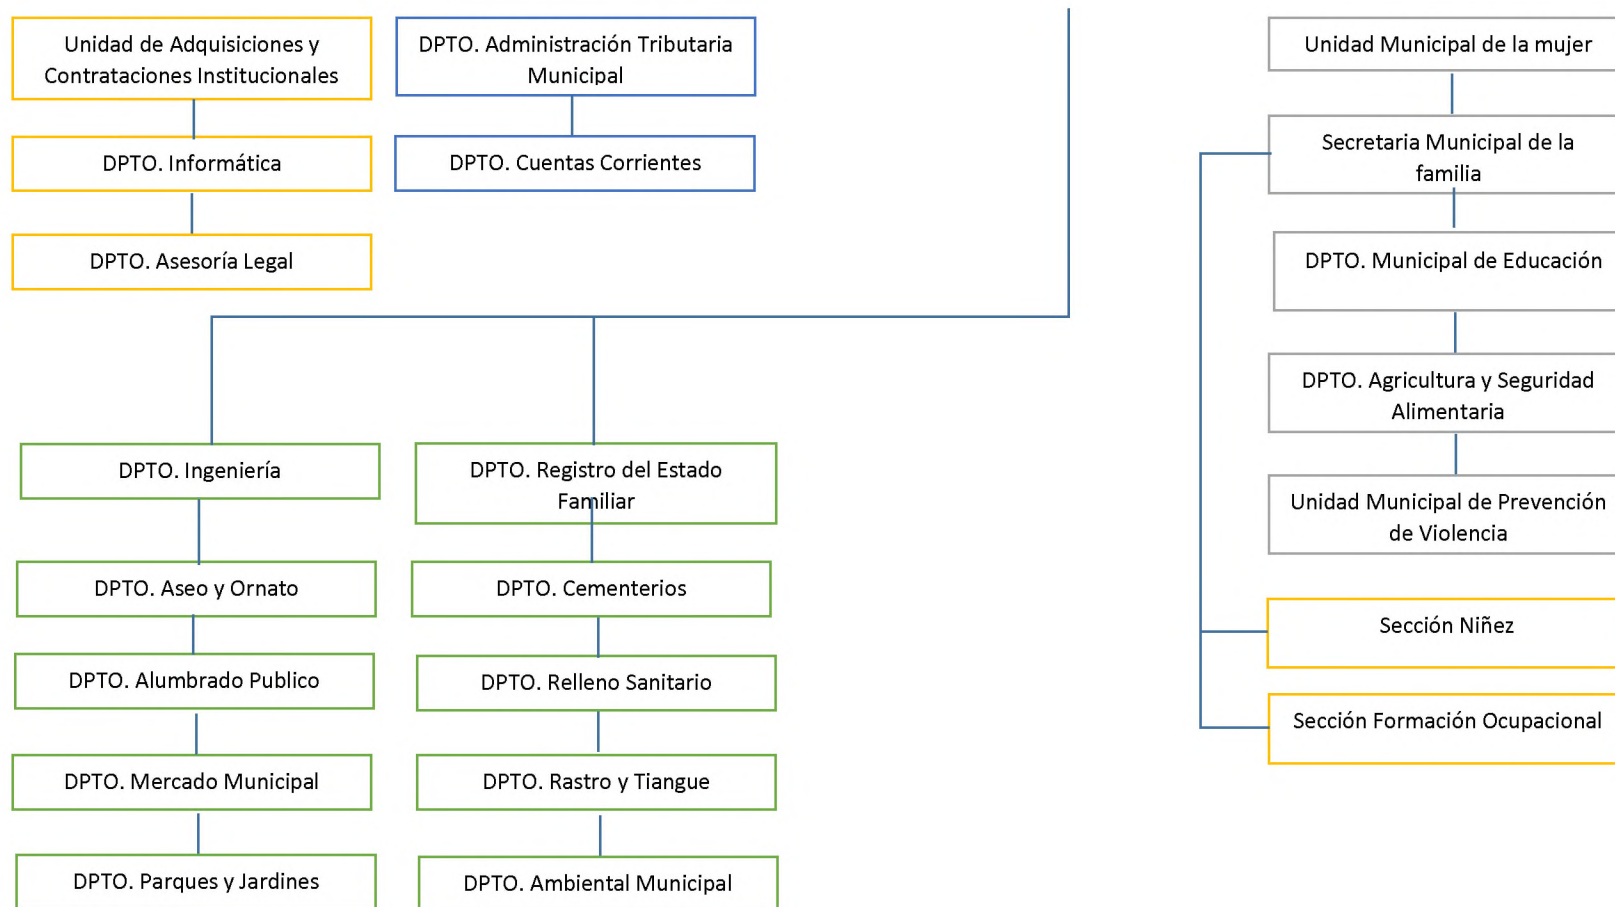 Unidad de Adquisiciones y
Contrataciones Institucionales
DPTO. Informática
DPTO. Asesoría Legal
DPTO. Administración Tributaria
Municipal
DPTO. Cuentas Corrientes
DPTO. Ingeniería
DPTO. Aseo y Ornato
DPTO. Alumbrado Publico
DPTO. Mercado Municipal
DPTO. Parques y Jardines
DPTO. Registro del Estado
Familiar
DPTO. Cementerios
DPTO. Relleno Sanitario
DPTO. Rastro y Tiangue
DPTO. Ambiental Municipal
Unidad Municipal de la mujer
Secretaria Municipal de la
familia
DPTO. Municipal de Educación
DPTO. Agricultura y Seguridad
Alimentaria
Unidad Municipal de Prevención
de Violencia
Sección Niñez
Sección Formación Ocupacional